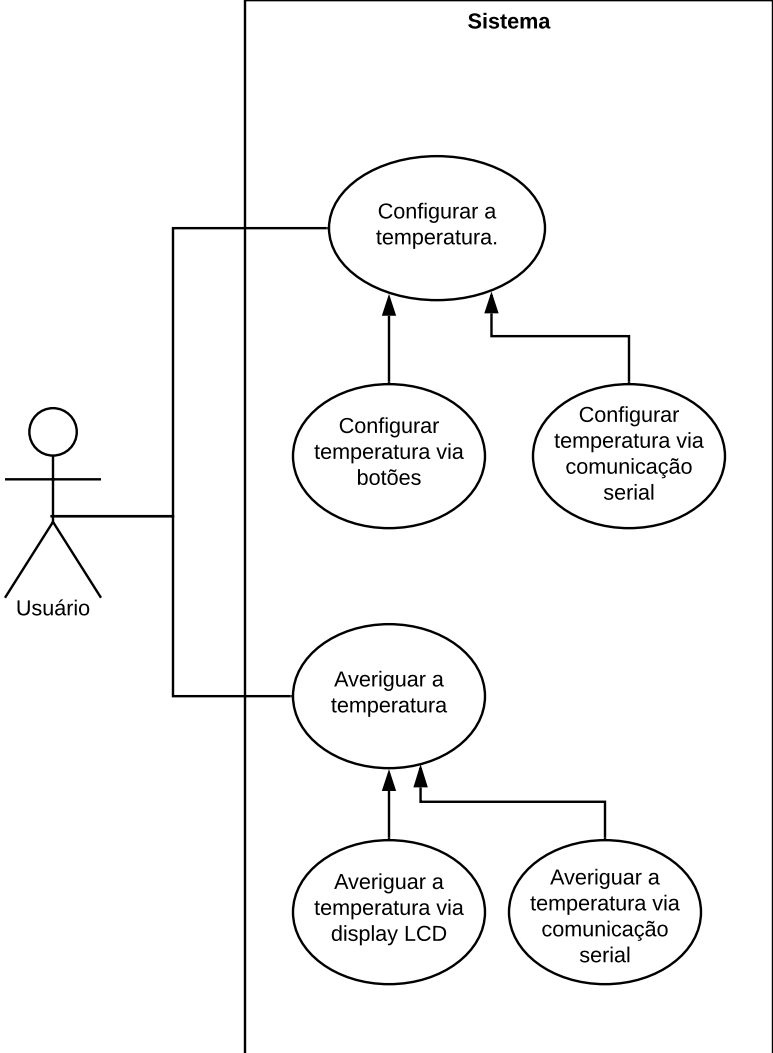 Sistema
Configurar a
temperatura.
Configurar
temperatura via
botões
Configurar
temperatura via
comunicação
serial
Usuário
Averiguar a
temperatura
Averiguar a
temperatura via
display LCD
Averiguar a
temperatura via
comunicação
serial